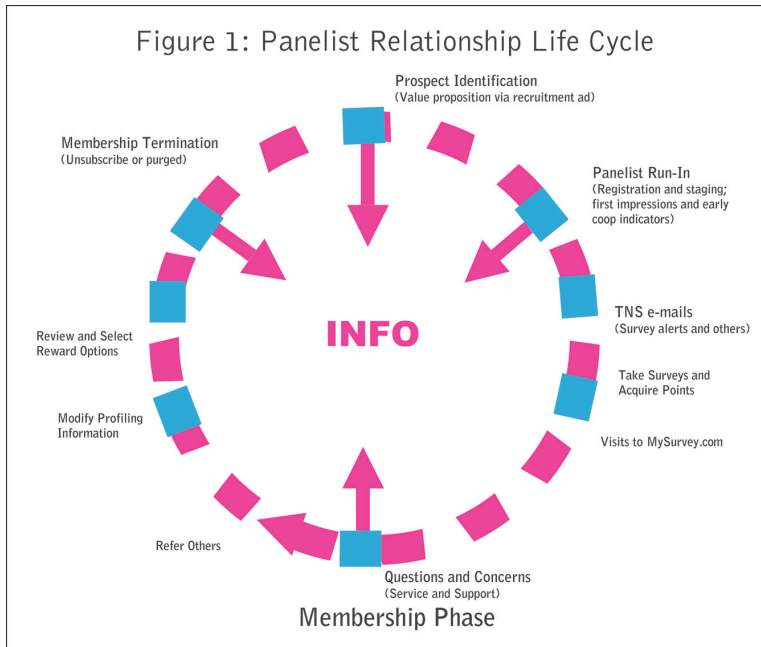 Figure 1: Panelist Relationship Life Cycle
Prospect Identification
(Value proposition via recruitment ad)
Membership Termination
(Unsubscribe or purged)
Panelist Run-In
(Registration and staging;
first impressions and early
coop indicators)
TNS e-mails
(Survey alerts and others)
INFO
Review and Select
Reward Options
Take Surveys and
Acquire Points
Modify Profiling
Information
Visits to MySurvey.com
Refer Others
Questions and Concerns
(Service and Support)
Membership Phase